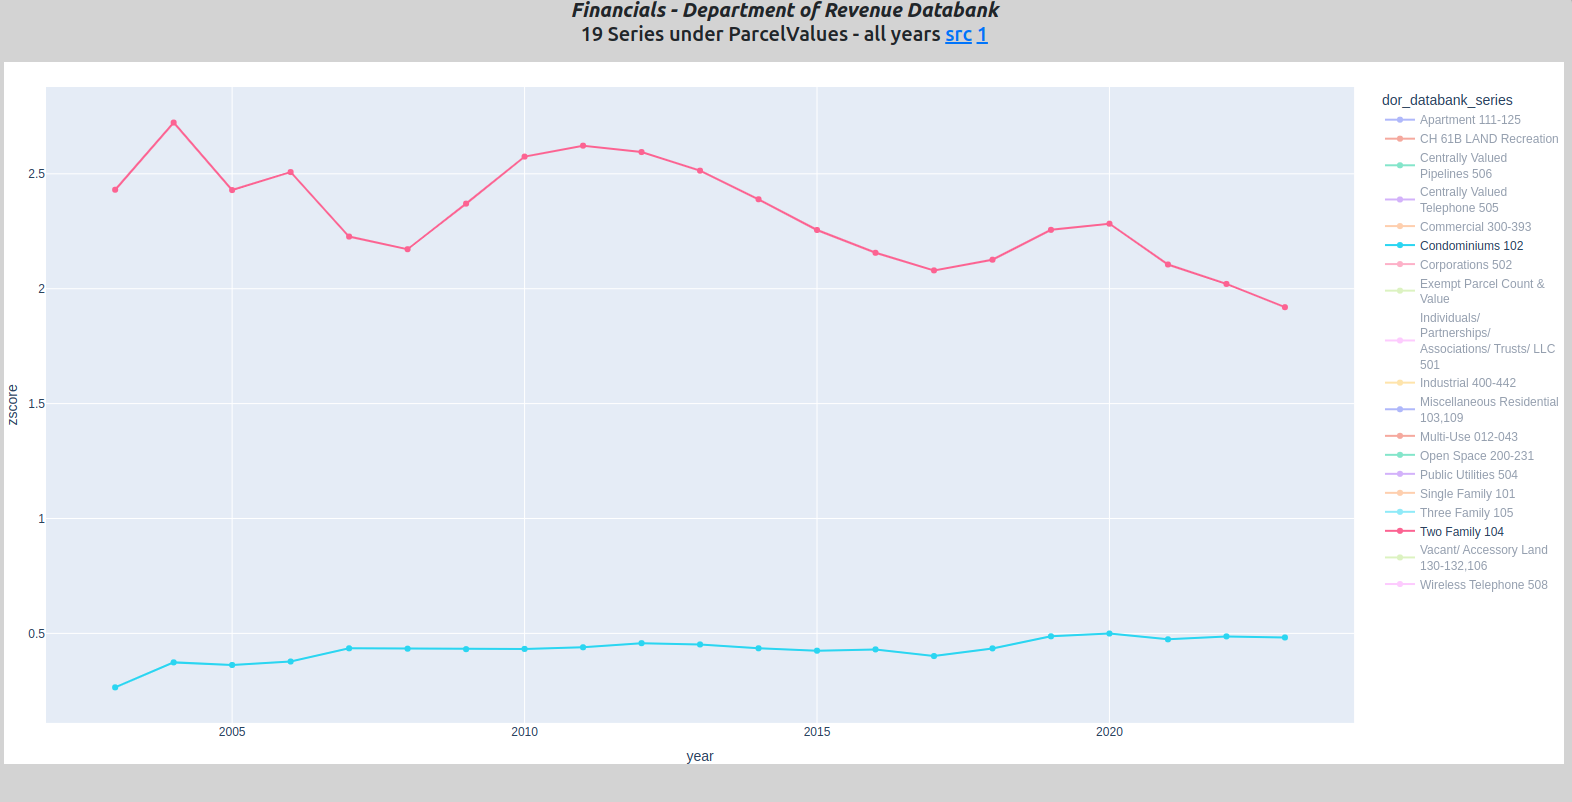 Financials - Department of Revenue Databank
19 Series under ParcelValues - all years src 1
dor_databank_series
Apartment 111-125
CH 61B LAND Recreation
Centrally Valued
Pipelines 506
Centrally Valued
Telephone 505
Commercial 300-393
Condominiums 102
Corporations 502
Exempt Parcel Count &
Value
Individuals/
Partnerships/
Associations/ Trusts/ LLC
501
Industrial 400-442
Miscellaneous Residential
103,109
Multi-Use 012-043
Open Space 200-231
Public Utilities 504
Single Family 101
Three Family 105
Two Family 104
Vacant/ Accessory Land
130-132,106
Wireless Telephone 508
zscore
2.5
2
1.5
1
0.5
2005
2010
2015
2020
year